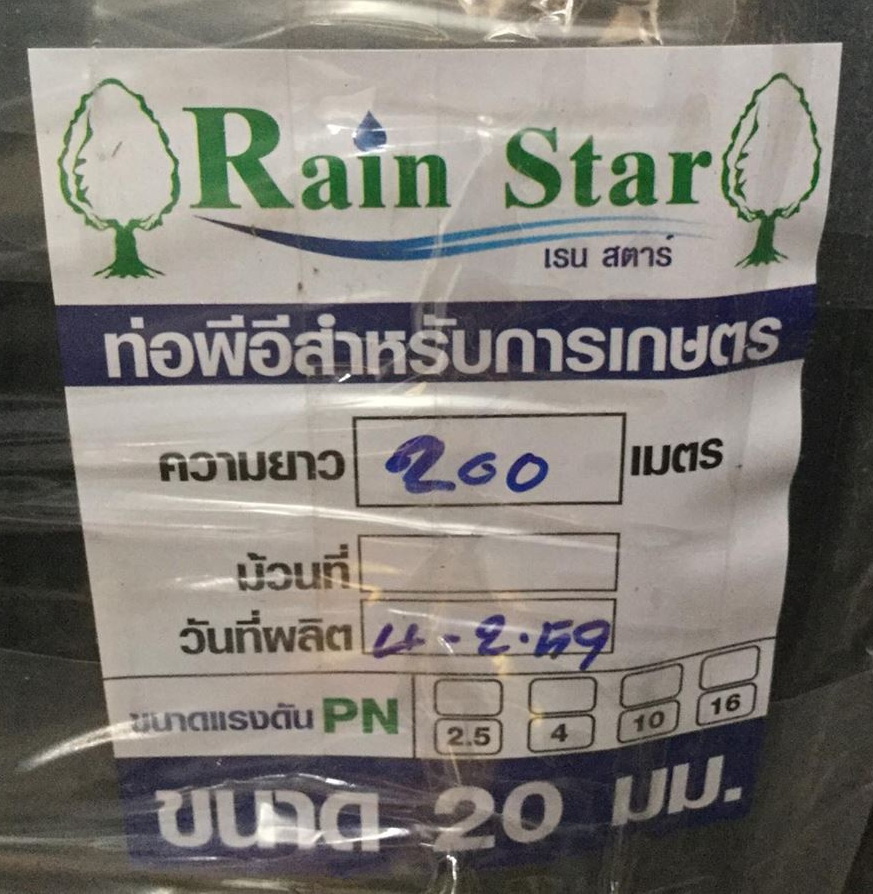 Rain Star
เรน สตาร์
ท่อพีอีสำหรับการเกษตร
ความยาว 200 เมตร
ม้วนที่
วันที่ผลิต 4-2.59
ขนาดแรงดัน PN 2.5 4 10 16
ขนาด 20 มม.